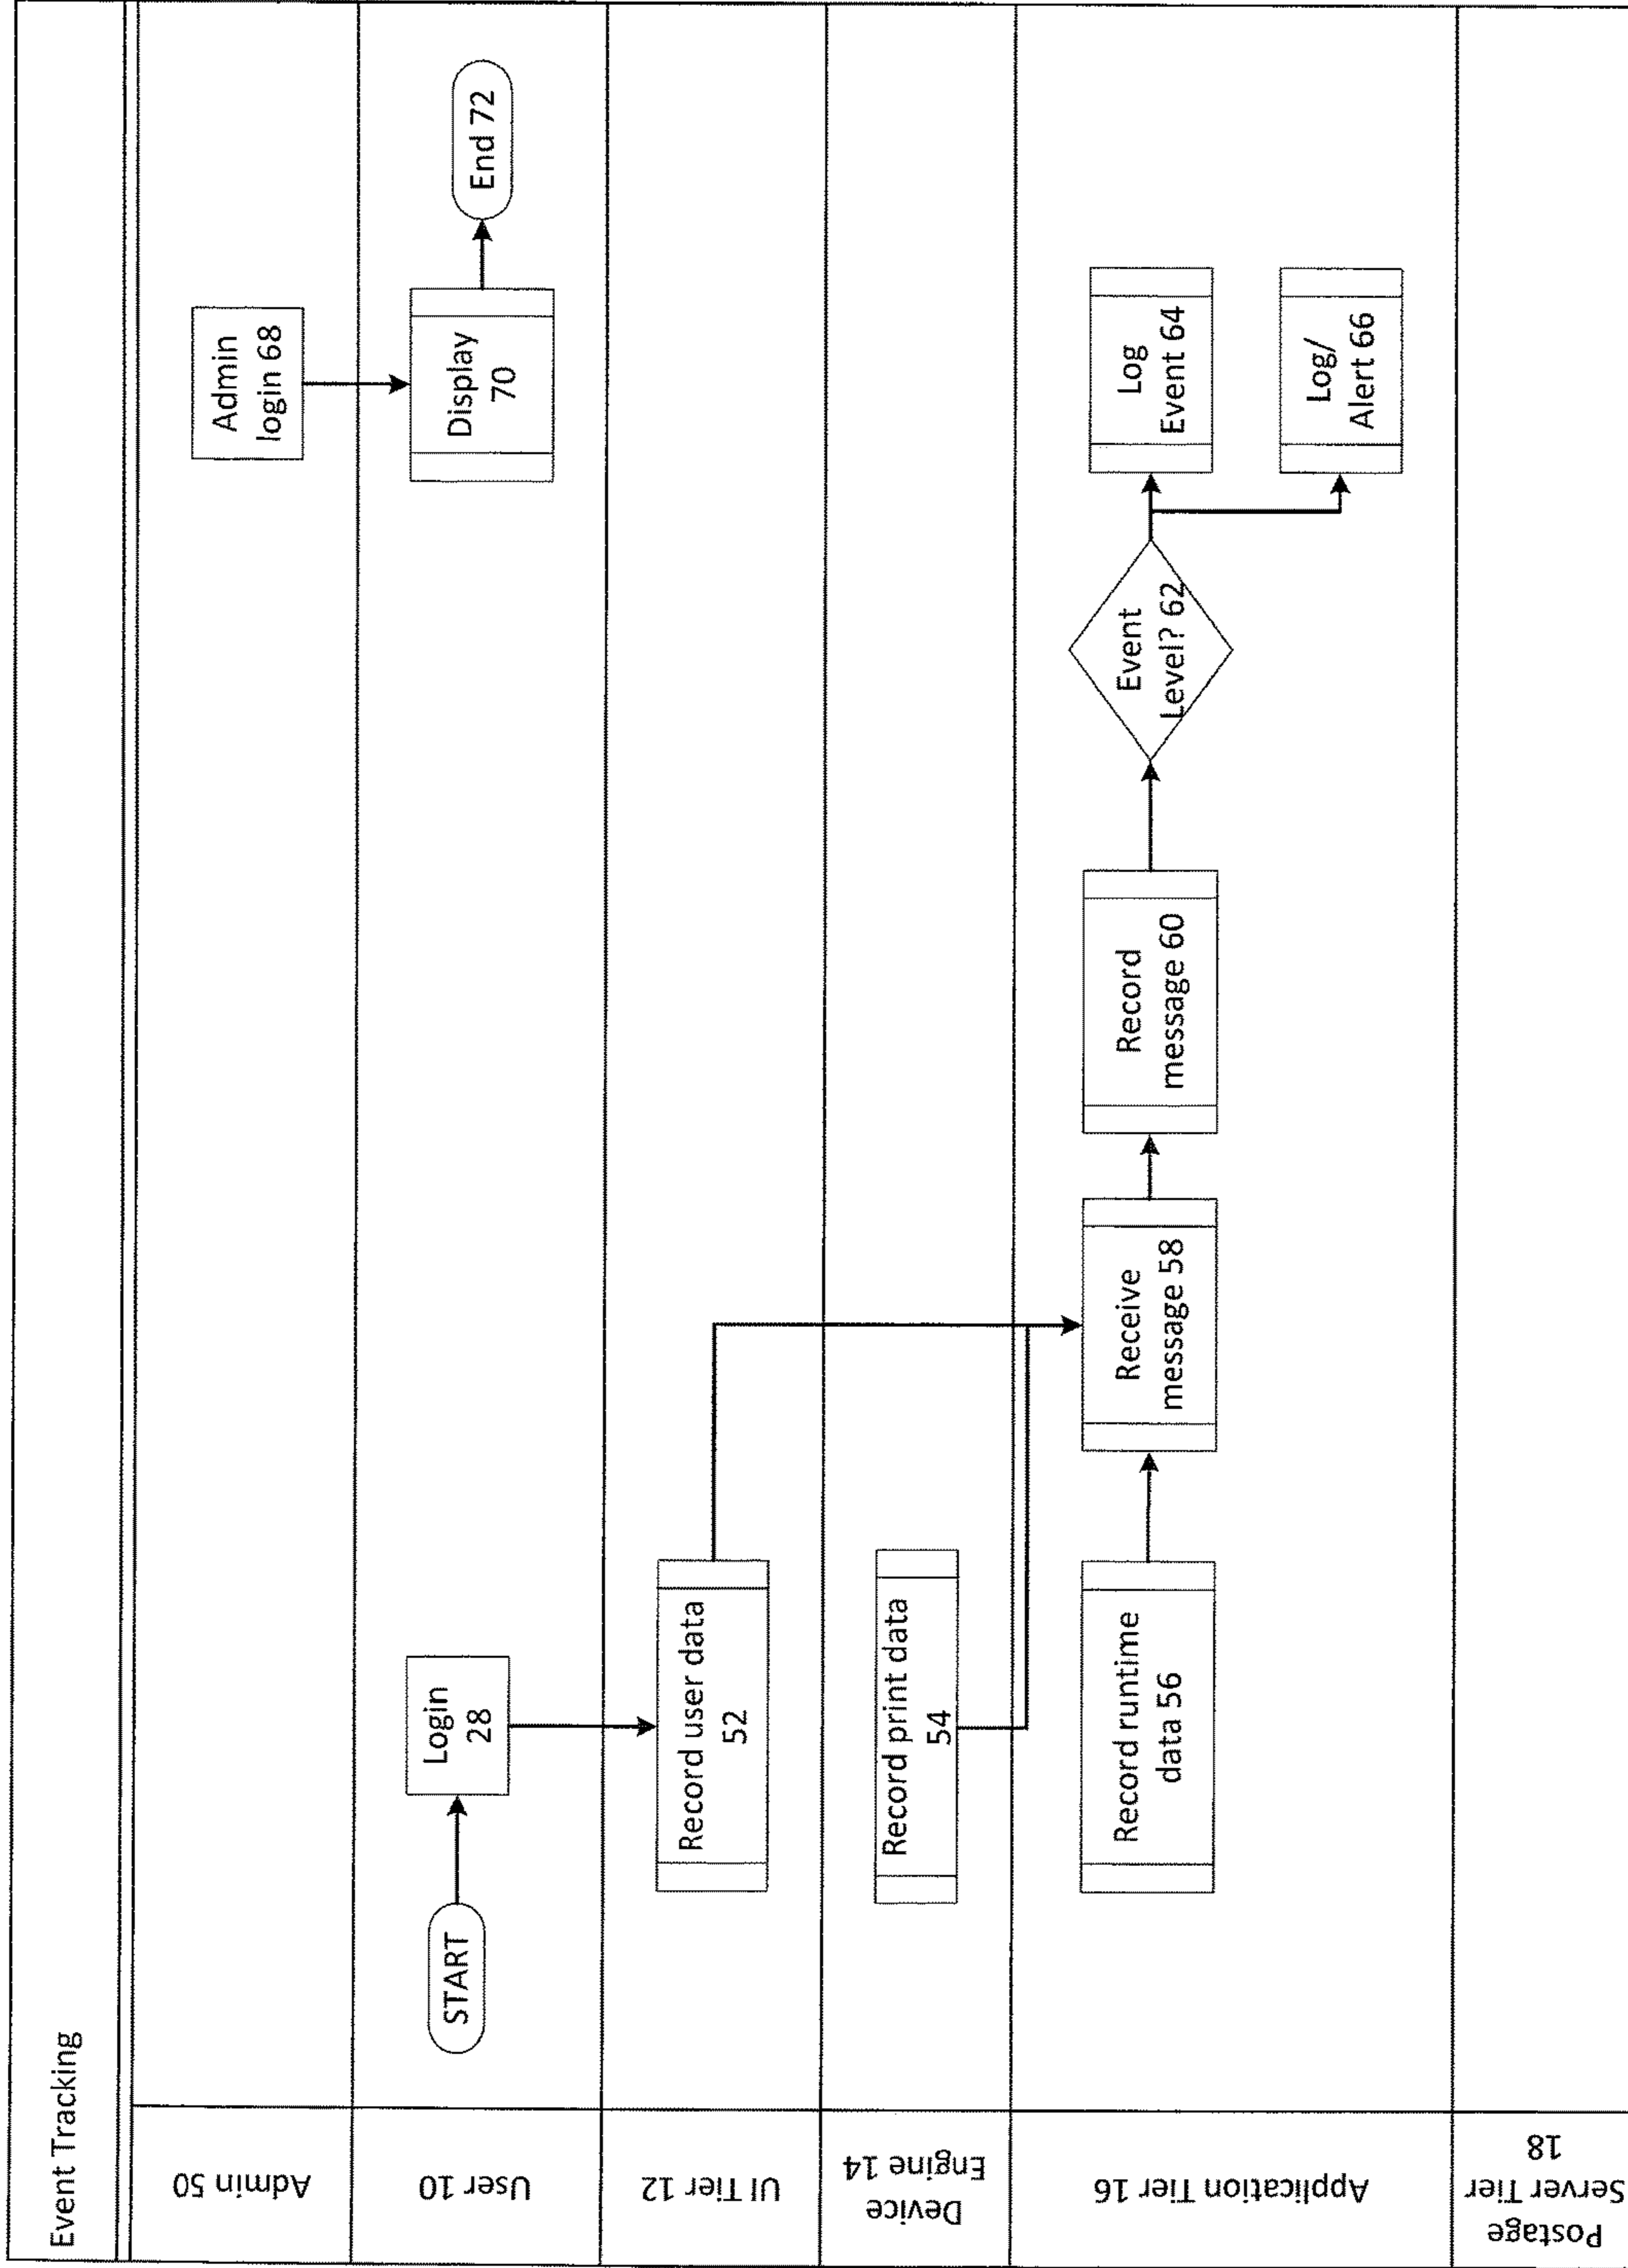 Event Tracking
Admin 50
Admin
login 68
User 10
START
Login
28
Display
70
End 72
UI Tier 12
Record user data
52
Device
Engine 14
Record print data
54
Application Tier 16
Record runtime
data 56
Receive
message 58
Record
message 60
Event
Level? 62
Log
Event 64
Log/
Alert 66
Postage
Server Tier
18